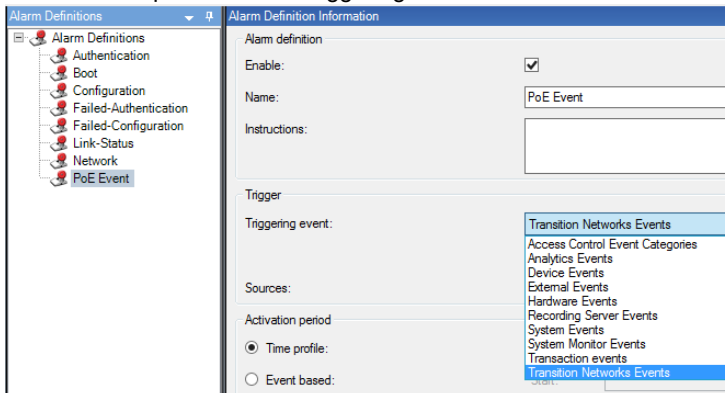 Alarm Definitions
Alarm Definitions
Authentication
Boot
Configuration
Failed-Authentication
Failed-Configuration
Link-Status
Network
PoE Event
Alarm Definition Information
Alarm definition
Enable:
Name:
PoE Event
Instructions:
Trigger
Triggering event:
Transition Networks Events
Access Control Event Categories
Analytics Events
Device Events
External Events
Hardware Events
Recording Server Events
System Events
System Monitor Events
Transaction events
Transition Networks Events
Sources:
Activation period
Time profile:
Event based: